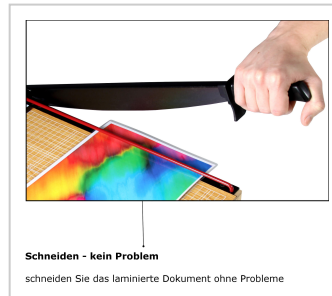 Schneiden - kein Problem
schneiden Sie das laminierte Dokument ohne Probleme